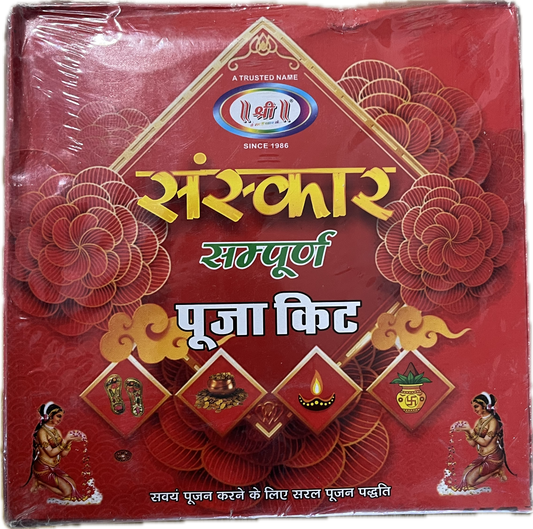 A TRUSTED NAME
॥ श्री ॥
SINCE 1986
संस्कार
सम्पूर्ण
पूजा किट
सवयं पूजन करने के लिए सरल पूजन पद्धति